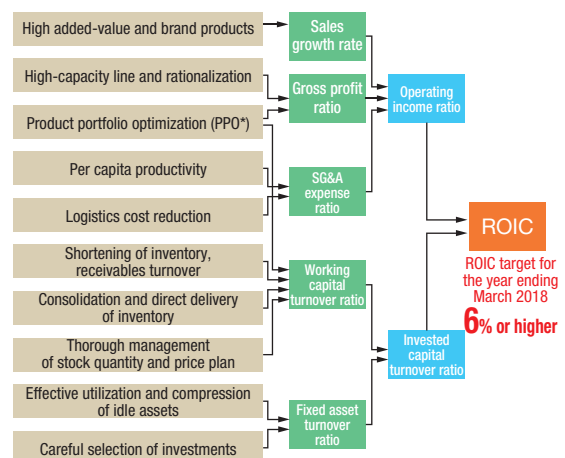 High added-value and brand products
High-capacity line and rationalization
Product portfolio optimization (PPO*)
Per capita productivity
Logistics cost reduction
Shortening of inventory,
receivables turnover
Consolidation and direct delivery
of inventory
Thorough management
of stock quantity and price plan
Effective utilization and compression
of idle assets
Careful selection of investments
Sales
growth rate
Gross profit
ratio
SG&A
expense
ratio
Working
capital
turnover ratio
Fixed asset
turnover
ratio
Operating
income ratio
Invested
capital
turnover ratio
ROIC
ROIC target for
the year ending
March 2018
6% or higher